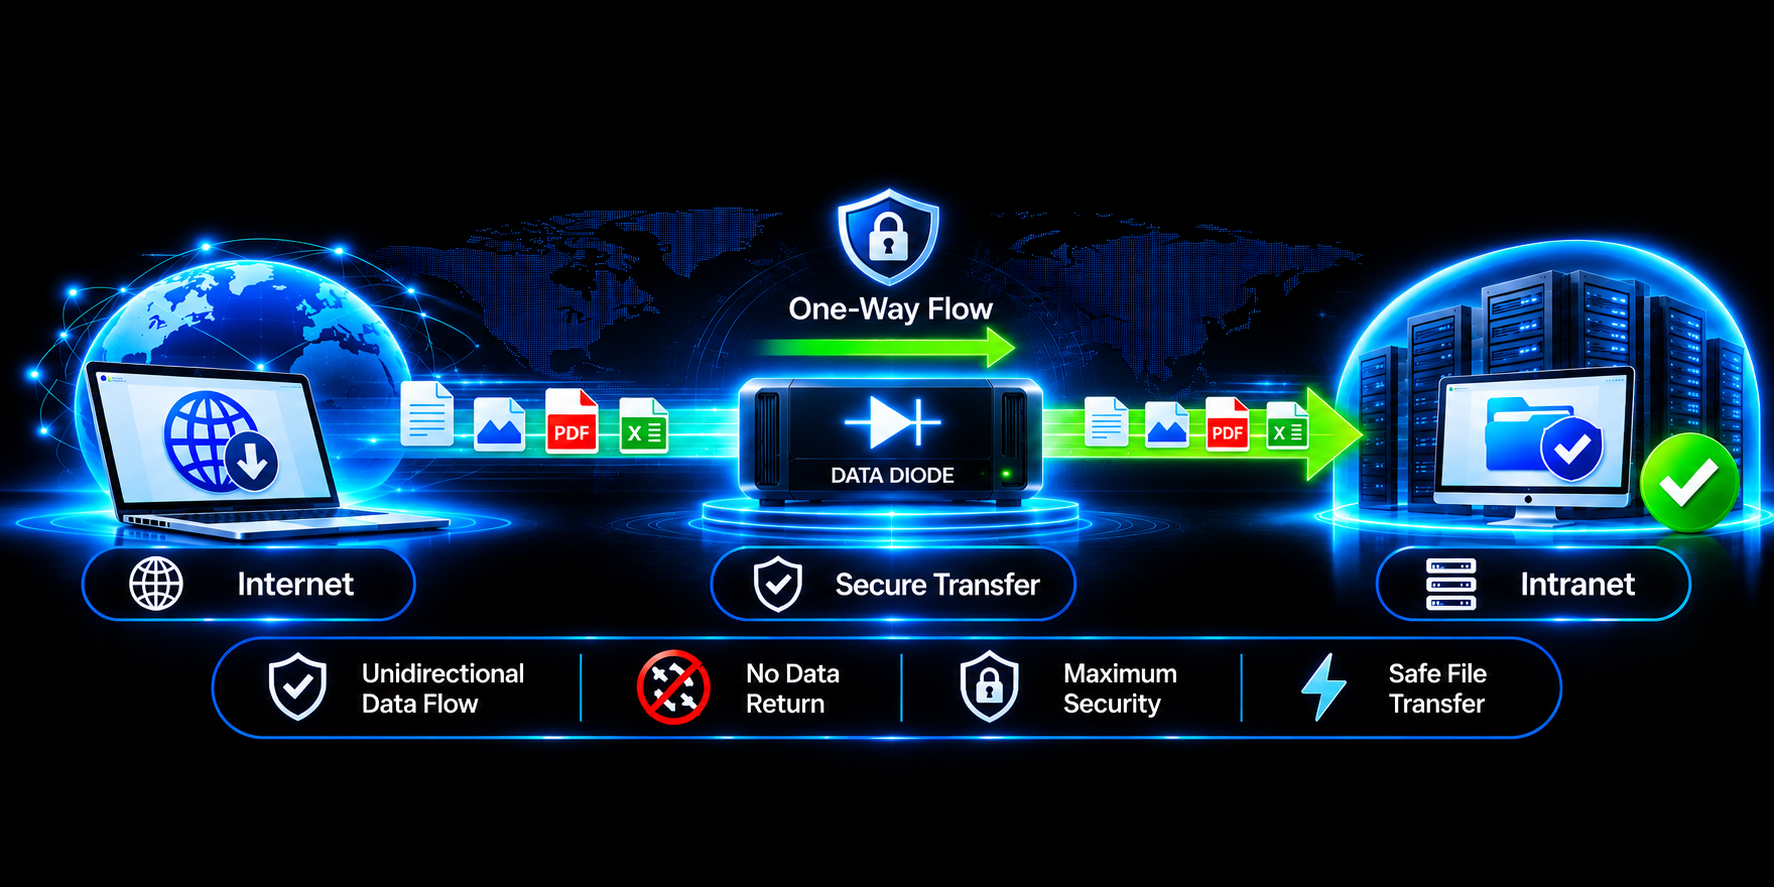 One-Way Flow
PDF
X
DATA DIODE
PDF
X
Internet
Secure Transfer
Intranet
Unidirectional
Data Flow
No Data
Return
Maximum
Security
Safe File
Transfer